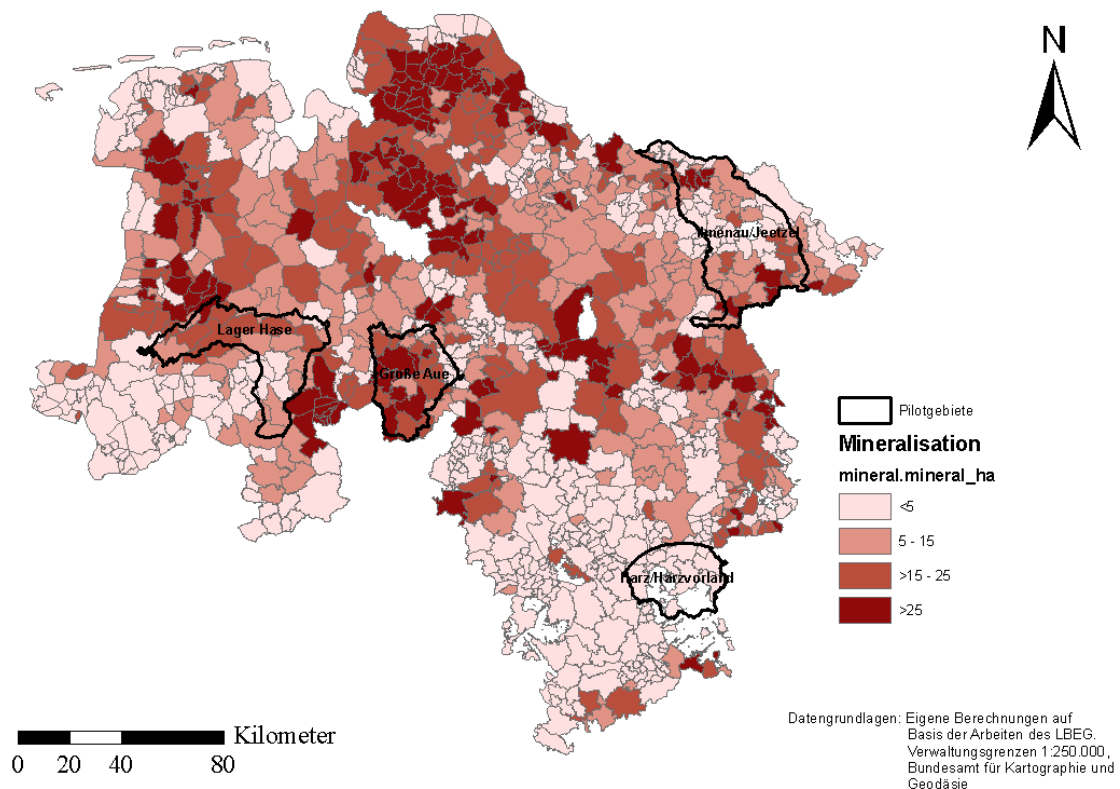 N
Ilmenau/Jeetzel
Lager Hase
Große Aue
Pilotgebiete
Mineralisation
mineral.mineral_ha
<5
5 - 15
>15 - 25
>25
Harz/Harzvorland
Kilometer
0 20 40 80
Datengrundlagen: Eigene Berechnungen auf
Basis der Arbeiten des LBEG.
Verwaltungsgrenzen 1:250.000,
Bundesamt für Kartographie und
Geodäsie